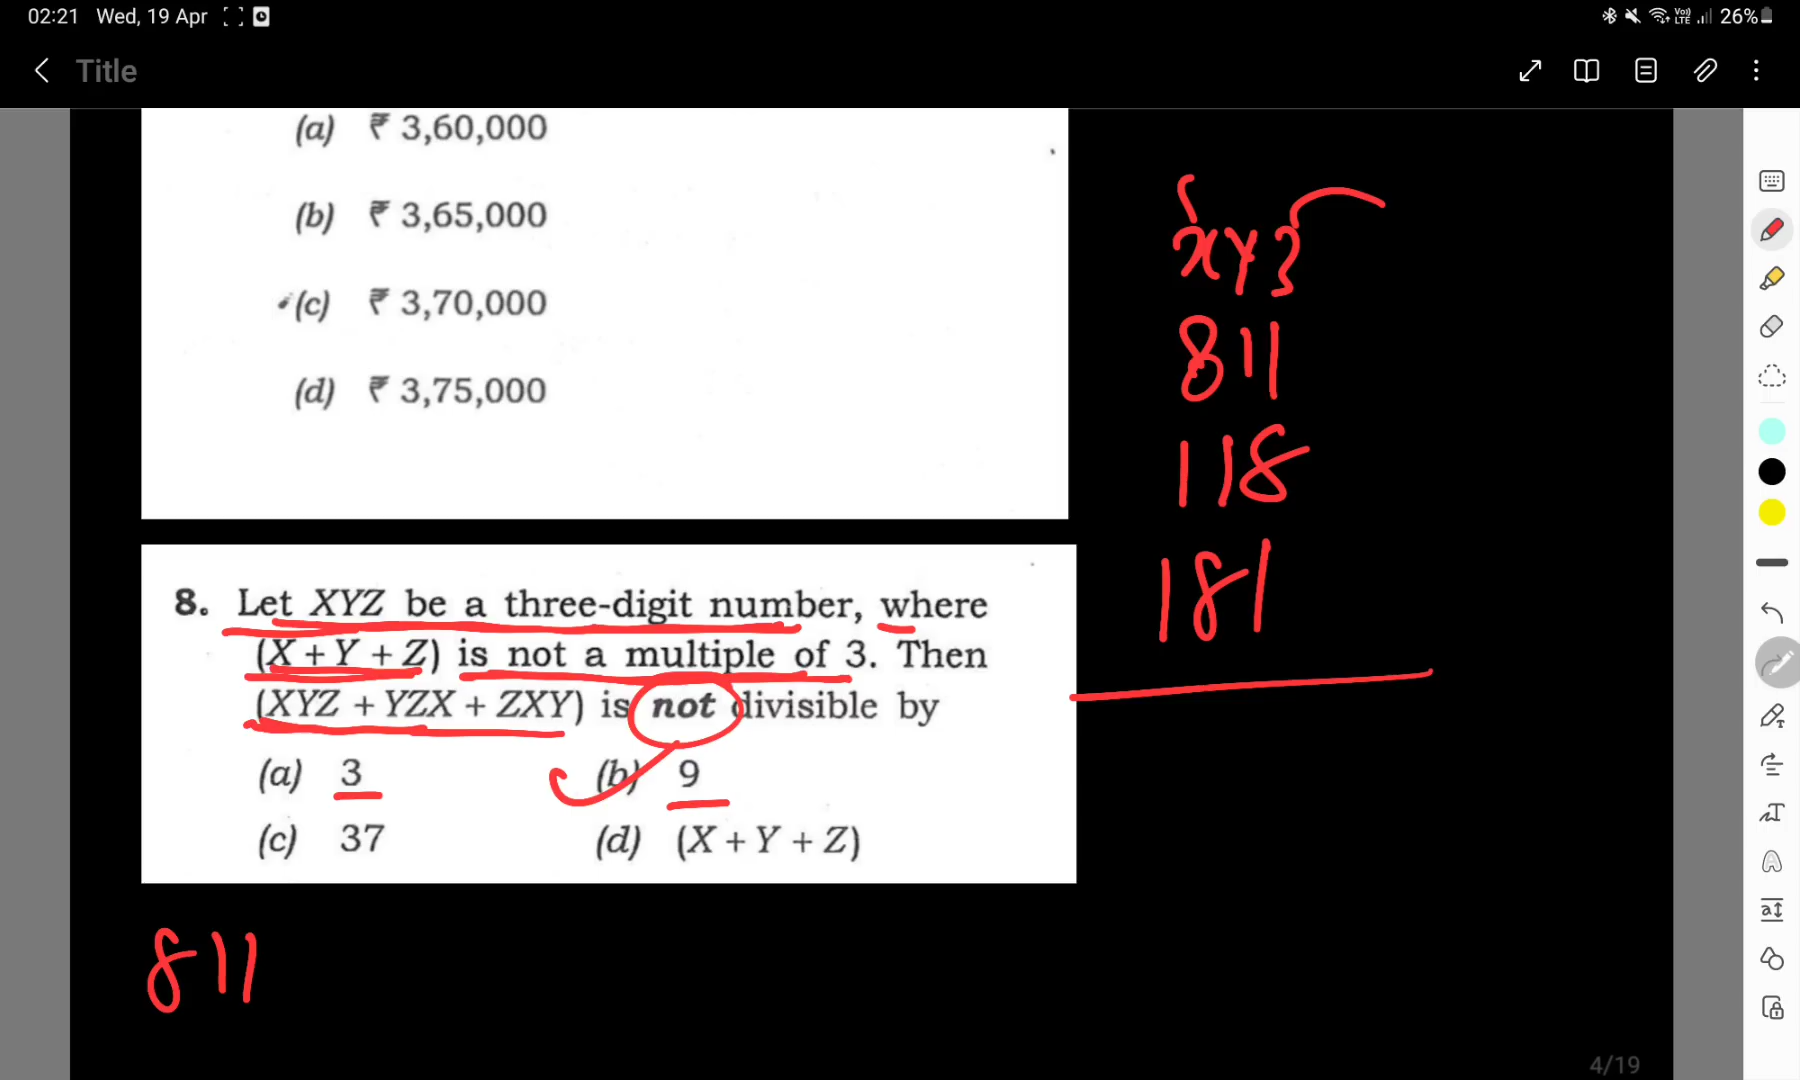 02:21 Wed, 19 Apr
Vo) LTE 26%
Title
(a) ₹ 3,60,000
(b) ₹ 3,65,000
(c) ₹ 3,70,000
(d) ₹ 3,75,000
xyz
811
118
181
8. Let XYZ be a three-digit number, where
(X + Y + Z) is not a multiple of 3. Then
(XYZ + YZX + ZXY) is not divisible by
(a) 3 (b) 9
(c) 37 (d) (X + Y + Z)
811
4/19